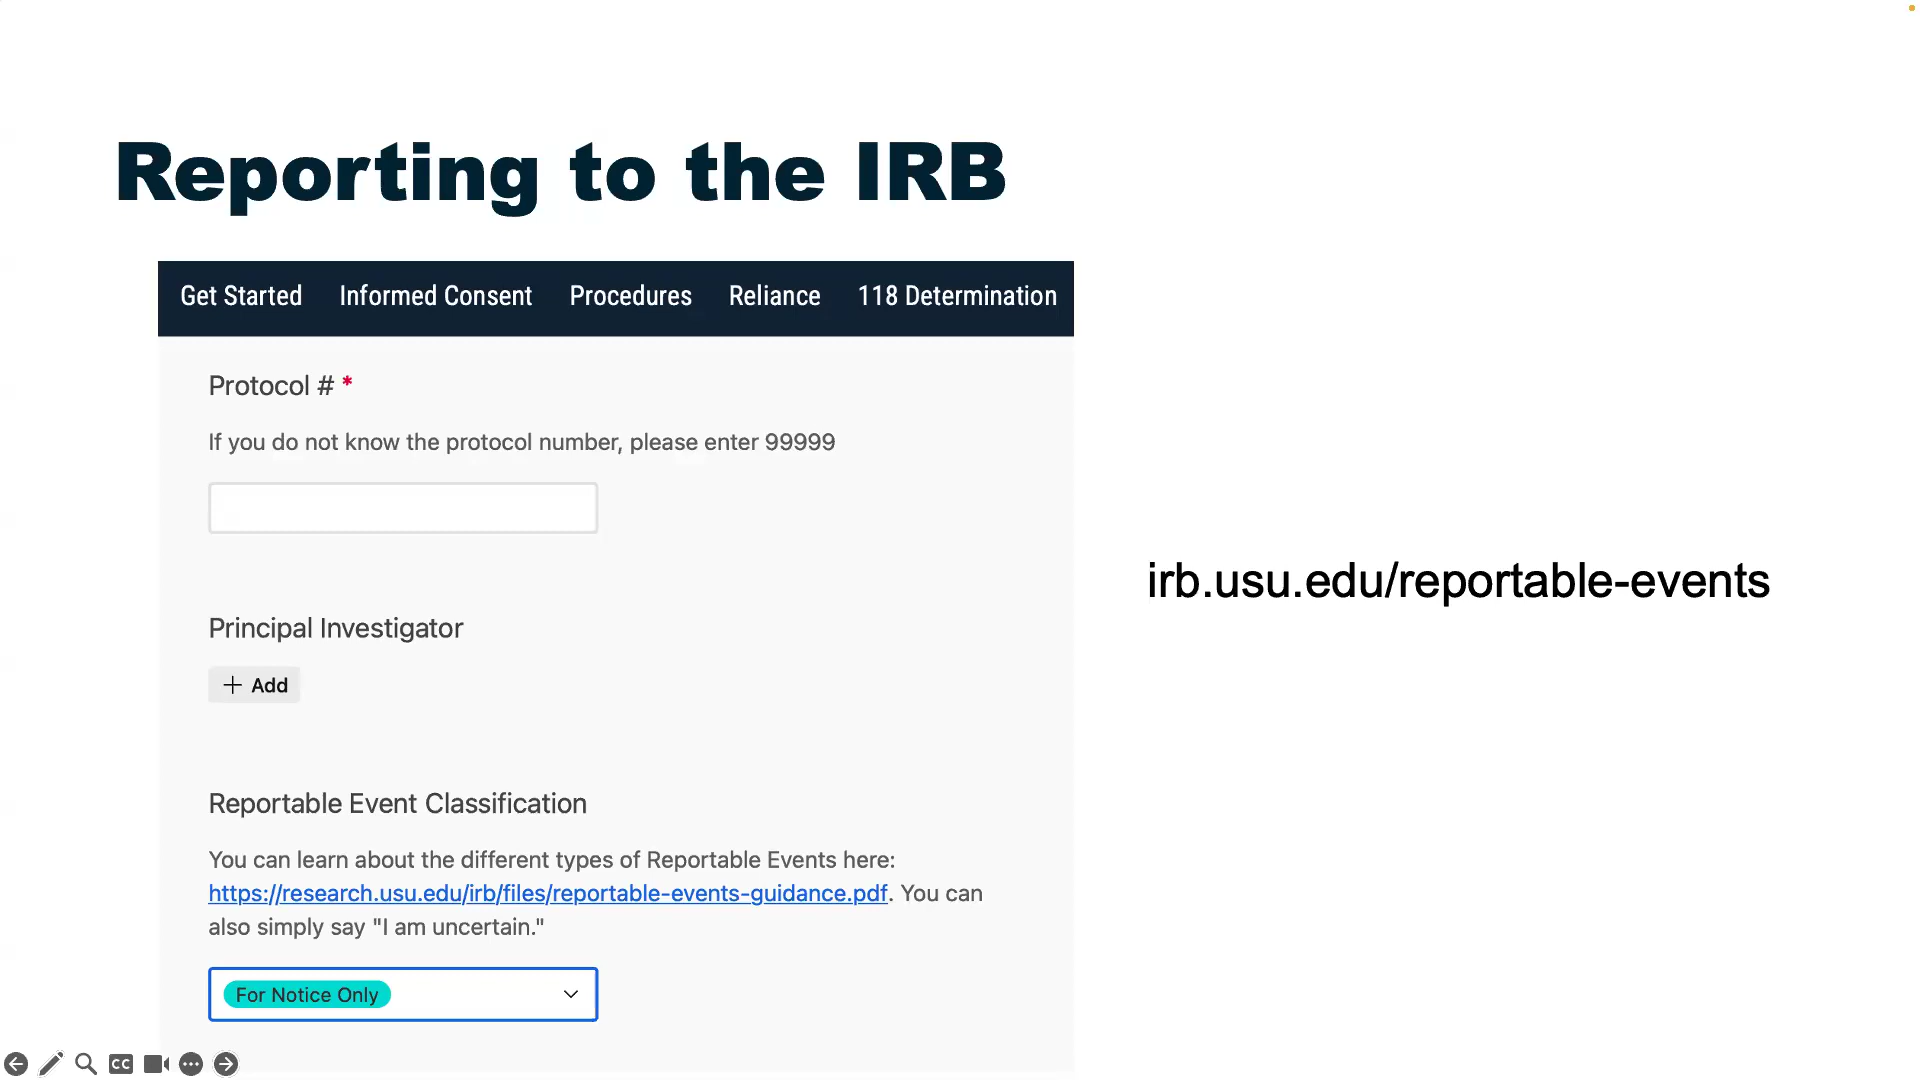 Reporting to the IRB
Get Started Informed Consent Procedures Reliance 118 Determination
Protocol # *
If you do not know the protocol number, please enter 99999
irb.usu.edu/reportable-events
Principal Investigator
+ Add
Reportable Event Classification
You can learn about the different types of Reportable Events here:
https://research.usu.edu/irb/files/reportable-events-guidance.pdf. You can
also simply say "I am uncertain."
For Notice Only
CC